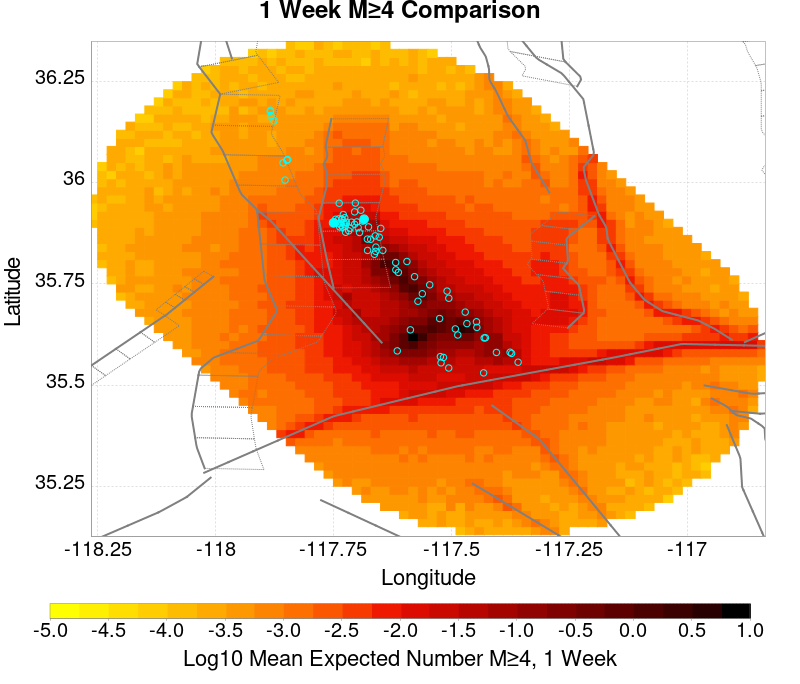 1 Week M≥4 Comparison
36.25
36
35.75
35.5
35.25
Latitude
-118.25 -118 -117.75 -117.5 -117.25 -117
Longitude
-5.0 -4.5 -4.0 -3.5 -3.0 -2.5 -2.0 -1.5 -1.0 -0.5 0.0 0.5 1.0
Log10 Mean Expected Number M≥4, 1 Week